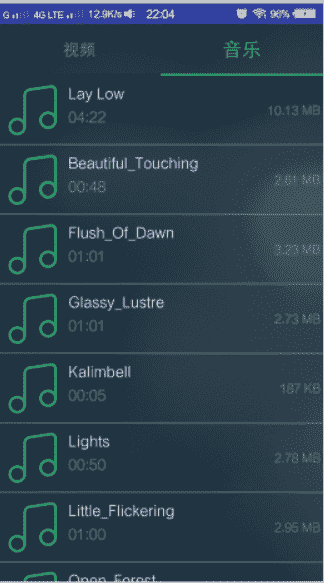 G 4G LTE 12.9K/s 22:04 96%
视频 音乐
Lay Low
04:22 10.13 MB
Beautiful_Touching
00:48 2.61 MB
Flush_Of_Dawn
01:01 3.23 MB
Glassy_Lustre
01:01 2.73 MB
Kalimbell
00:05 187 KB
Lights
00:50 2.78 MB
Little_Flickering
01:00 2.95 MB
Open_Forest